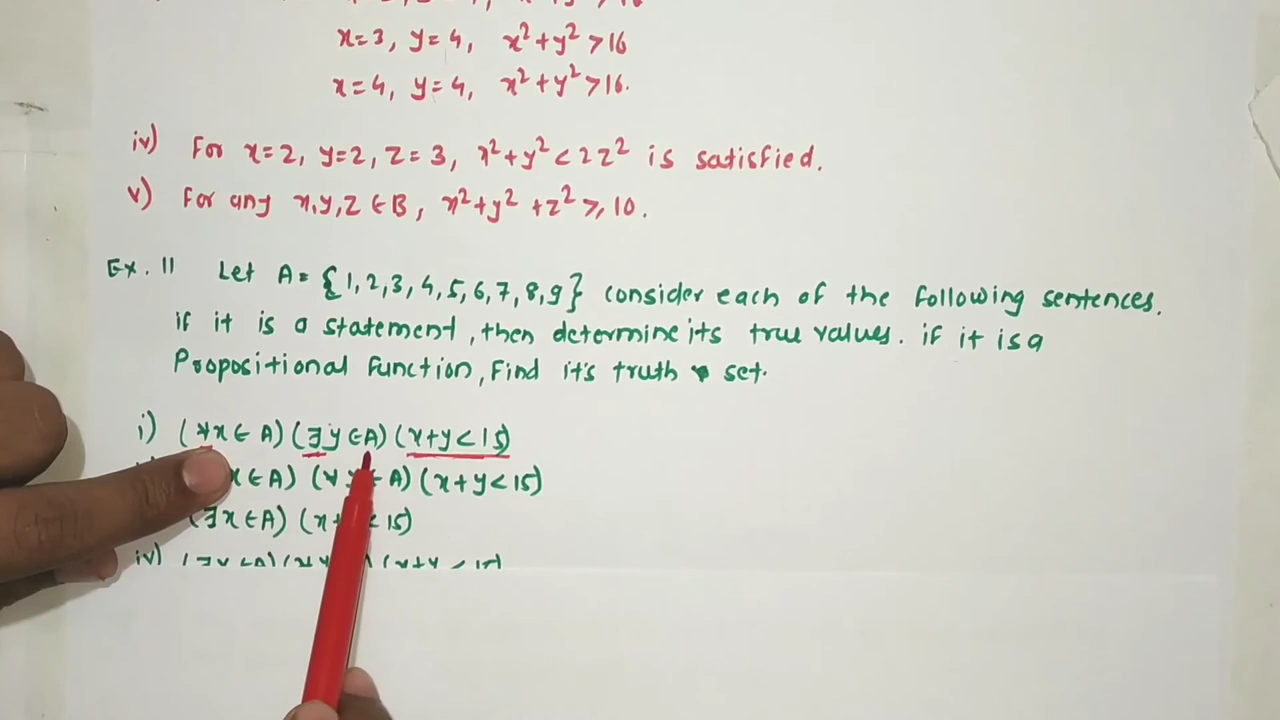 x=3, y=4, x²+y²>16
x=4, y=4, x²+y²>16.
iv) For x=2, y=2, z=3, x²+y²<2z² is satisfied.
v) For any x,y,z∈B, x²+y²+z²≥10.
Ex. 11 Let A={1,2,3,4,5,6,7,8,9} consider each of the following sentences.
if it is a statement, then determine its true values. if it is a
Propositional Function, Find it's truth set.
i) (∀x∈A)(∃y∈A)(x+y<15)
x∈A)(∀ A)(x+y<15)
(∃x∈A)(x+ <15)
iv)